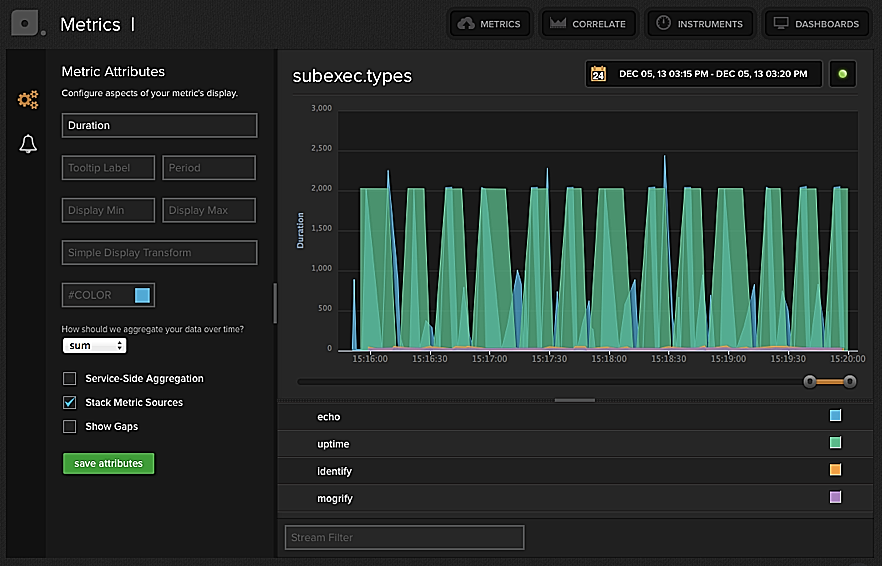 Metrics
METRICS
CORRELATE
INSTRUMENTS
DASHBOARDS
Metric Attributes
Configure aspects of your metric's display.
Duration
Tooltip Label
Period
Display Min
Display Max
Simple Display Transform
#COLOR
How should we aggregate your data over time?
sum
Service-Side Aggregation
Stack Metric Sources
Show Gaps
save attributes
subexec.types
24
DEC 05, 13 03:15 PM - DEC 05, 13 03:20 PM
3,000
2,500
2,000
1,500
1,000
500
0
Duration
15:16:00
15:16:30
15:17:00
15:17:30
15:18:00
15:18:30
15:19:00
15:19:30
15:20:00
echo
uptime
identify
mogrify
Stream Filter